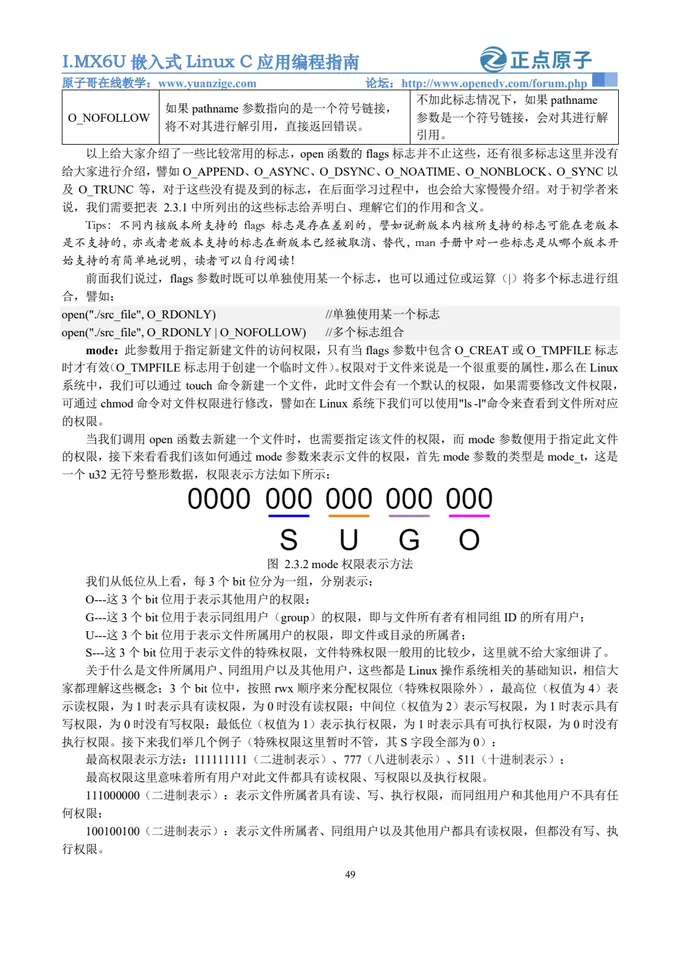 I.MX6U 嵌入式 Linux C 应用编程指南
正点原子
原子哥在线教学：www.yuanzige.com 论坛：http://www.openedv.com/forum.php
O_NOFOLLOW
如果 pathname 参数指向的是一个符号链接，
将不对其进行解引用，直接返回错误。
不加此标志情况下，如果 pathname
参数是一个符号链接，会对其进行解
引用。
以上给大家介绍了一些比较常用的标志，open 函数的 flags 标志并不止这些，还有很多标志这里并没有
给大家进行介绍，譬如 O_APPEND、O_ASYNC、O_DSYNC、O_NOATIME、O_NONBLOCK、O_SYNC 以
及 O_TRUNC 等，对于这些没有提及到的标志，在后面学习过程中，也会给大家慢慢介绍。对于初学者来
说，我们需要把表 2.3.1 中所列出的这些标志给弄明白、理解它们的作用和含义。
Tips：不同内核版本所支持的 flags 标志是存在差别的，譬如说新版本内核所支持的标志可能在老版本
是不支持的，亦或者老版本支持的标志在新版本已经被取消、替代，man 手册中对一些标志是从哪个版本开
始支持的有简单地说明，读者可以自行阅读！
前面我们说过，flags 参数时既可以单独使用某一个标志，也可以通过位或运算（|）将多个标志进行组
合，譬如：
open("./src_file", O_RDONLY) //单独使用某一个标志
open("./src_file", O_RDONLY | O_NOFOLLOW) //多个标志组合
mode：此参数用于指定新建文件的访问权限，只有当 flags 参数中包含 O_CREAT 或 O_TMPFILE 标志
时才有效（O_TMPFILE 标志用于创建一个临时文件）。权限对于文件来说是一个很重要的属性，那么在 Linux
系统中，我们可以通过 touch 命令新建一个文件，此时文件会有一个默认的权限，如果需要修改文件权限，
可通过 chmod 命令对文件权限进行修改，譬如在 Linux 系统下我们可以使用"ls -l"命令来查看到文件所对应
的权限。
当我们调用 open 函数去新建一个文件时，也需要指定该文件的权限，而 mode 参数便用于指定此文件
的权限，接下来看看我们该如何通过 mode 参数来表示文件的权限，首先 mode 参数的类型是 mode_t，这是
一个 u32 无符号整形数据，权限表示方法如下所示：
0000 000 000 000 000
S U G O
图 2.3.2 mode 权限表示方法
我们从低位从上看，每 3 个 bit 位分为一组，分别表示：
O---这 3 个 bit 位用于表示其他用户的权限；
G---这 3 个 bit 位用于表示同组用户（group）的权限，即与文件所有者有相同组 ID 的所有用户；
U---这 3 个 bit 位用于表示文件所属用户的权限，即文件或目录的所属者；
S---这 3 个 bit 位用于表示文件的特殊权限，文件特殊权限一般用的比较少，这里就不给大家细讲了。
关于什么是文件所属用户、同组用户以及其他用户，这些都是 Linux 操作系统相关的基础知识，相信大
家都理解这些概念；3 个 bit 位中，按照 rwx 顺序来分配权限位（特殊权限除外），最高位（权值为 4）表
示读权限，为 1 时表示具有读权限，为 0 时没有读权限；中间位（权值为 2）表示写权限，为 1 时表示具有
写权限，为 0 时没有写权限；最低位（权值为 1）表示执行权限，为 1 时表示具有可执行权限，为 0 时没有
执行权限。接下来我们举几个例子（特殊权限这里暂时不管，其 S 字段全部为 0）：
最高权限表示方法：111111111（二进制表示）、777（八进制表示）、511（十进制表示）；
最高权限这里意味着所有用户对此文件都具有读权限、写权限以及执行权限。
111000000（二进制表示）：表示文件所属者具有读、写、执行权限，而同组用户和其他用户不具有任
何权限；
100100100（二进制表示）：表示文件所属者、同组用户以及其他用户都具有读权限，但都没有写、执
行权限。
49